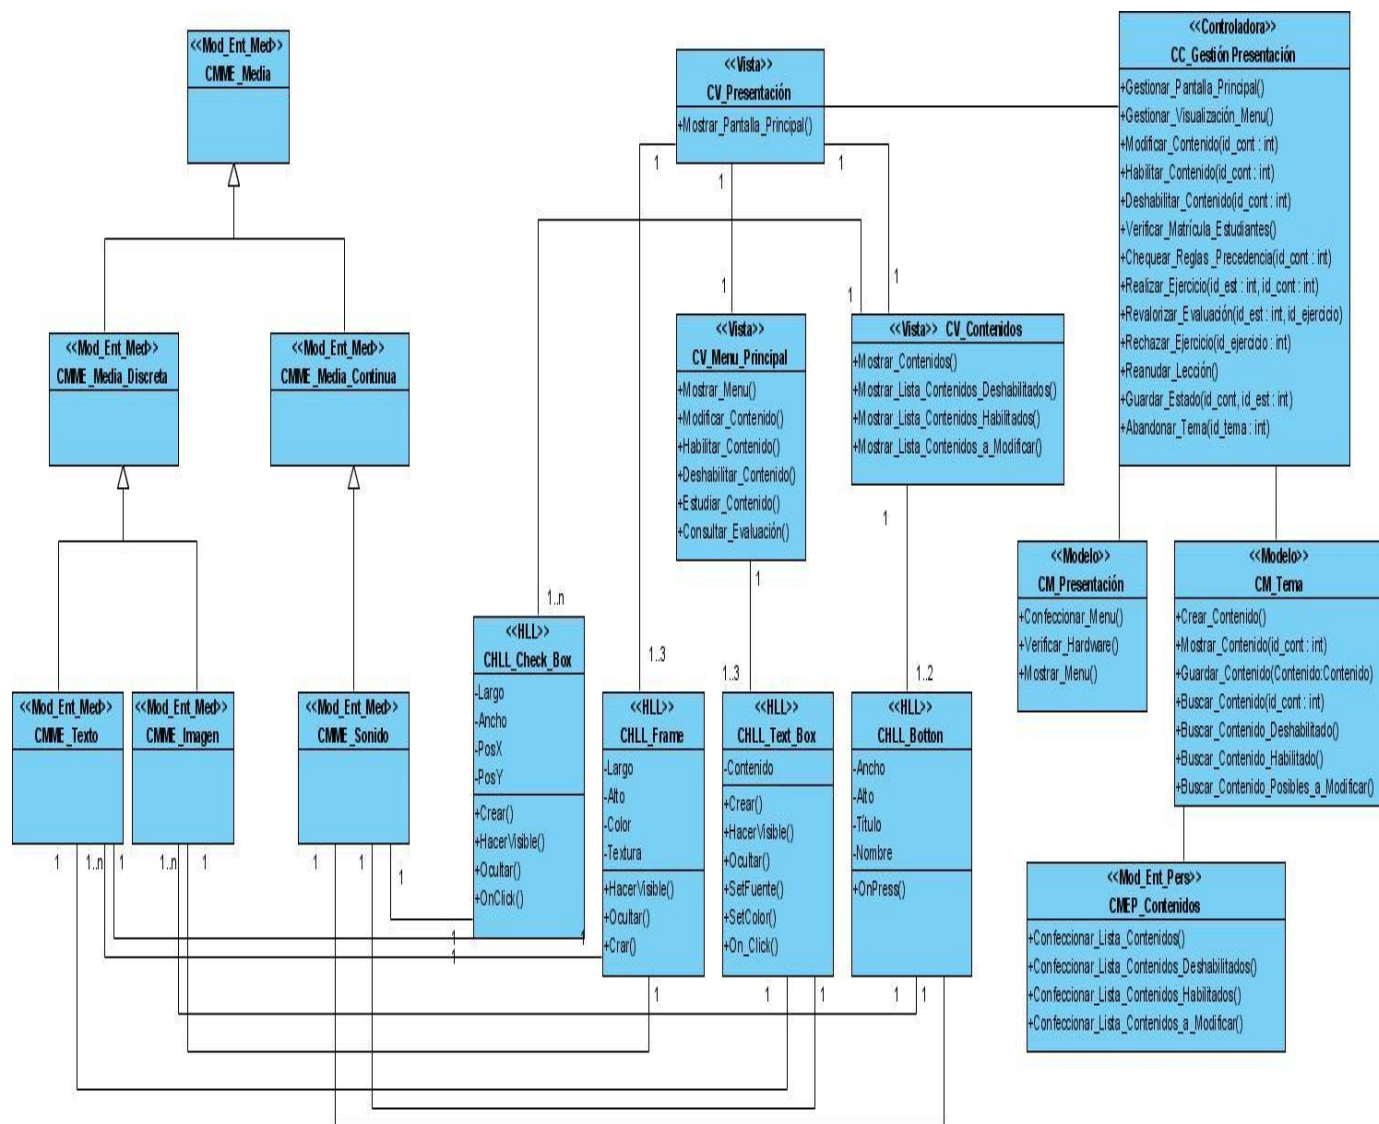 <<Mod_Ent_Med>>
CMME_Media
<<Vista>>
CV_Presentación
+Mostrar_Pantalla_Principal()
<<Controladora>>
CC_Gestión Presentación
+Gestionar_Pantalla_Principal()
+Gestionar_Visualización_Menu()
+Modificar_Contenido(id_cont : int)
+Habilitar_Contenido(id_cont : int)
+Deshabilitar_Contenido(id_cont : int)
+Verificar_Matrícula_Estudiantes()
+Chequear_Reglas_Precedencia(id_cont : int)
+Realizar_Ejercicio(id_est : int, id_cont : int)
+Revalorizar_Evaluación(id_est : int, id_ejercicio)
+Rechazar_Ejercicio(id_ejercicio : int)
+Reanudar_Lección()
+Guardar_Estado(id_cont, id_est : int)
+Abandonar_Tema(id_tema : int)
1
1
1
1
1
1
<<Mod_Ent_Med>>
CMME_Media_Discreta
<<Mod_Ent_Med>>
CMME_Media_Continua
<<Vista>>
CV_Menu_Principal
+Mostrar_Menu()
+Modificar_Contenido()
+Habilitar_Contenido()
+Deshabilitar_Contenido()
+Estudiar_Contenido()
+Consultar_Evaluación()
<<Vista>> CV_Contenidos
+Mostrar_Contenidos()
+Mostrar_Lista_Contenidos_Deshabilitados()
+Mostrar_Lista_Contenidos_Habilitados()
+Mostrar_Lista_Contenidos_a_Modificar()
1
1
1..n
1..3
1..3
1..2
<<Modelo>>
CM_Presentación
+Confeccionar_Menu()
+Verificar_Hardware()
+Mostrar_Menu()
<<Modelo>>
CM_Tema
+Crear_Contenido()
+Mostrar_Contenido(id_cont : int)
+Guardar_Contenido(Contenido:Contenido)
+Buscar_Contenido(id_cont : int)
+Buscar_Contenido_Deshabilitado()
+Buscar_Contenido_Habilitado()
+Buscar_Contenido_Posibles_a_Modificar()
<<Mod_Ent_Med>>
CMME_Texto
<<Mod_Ent_Med>>
CMME_Imagen
<<Mod_Ent_Med>>
CMME_Sonido
<<HLL>>
CHLL_Check_Box
-Largo
-Ancho
-PosX
-PosY
+Crear()
+HacerVisible()
+Ocultar()
+OnClick()
<<HLL>>
CHLL_Frame
-Largo
-Alto
-Color
-Textura
+HacerVisible()
+Ocultar()
+Crar()
<<HLL>>
CHLL_Text_Box
-Contenido
+Crear()
+HacerVisible()
+Ocultar()
+SetFuente()
+SetColor()
+On_Click()
<<HLL>>
CHLL_Botton
-Ancho
-Alto
-Título
-Nombre
+OnPress()
<<Mod_Ent_Pers>>
CMEP_Contenidos
+Confeccionar_Lista_Contenidos()
+Confeccionar_Lista_Contenidos_Deshabilitados()
+Confeccionar_Lista_Contenidos_Habilitados()
+Confeccionar_Lista_Contenidos_a_Modificar()
1
1..n
1
1..n
1
1
1
1
1
1
1
1
1
1
1
1